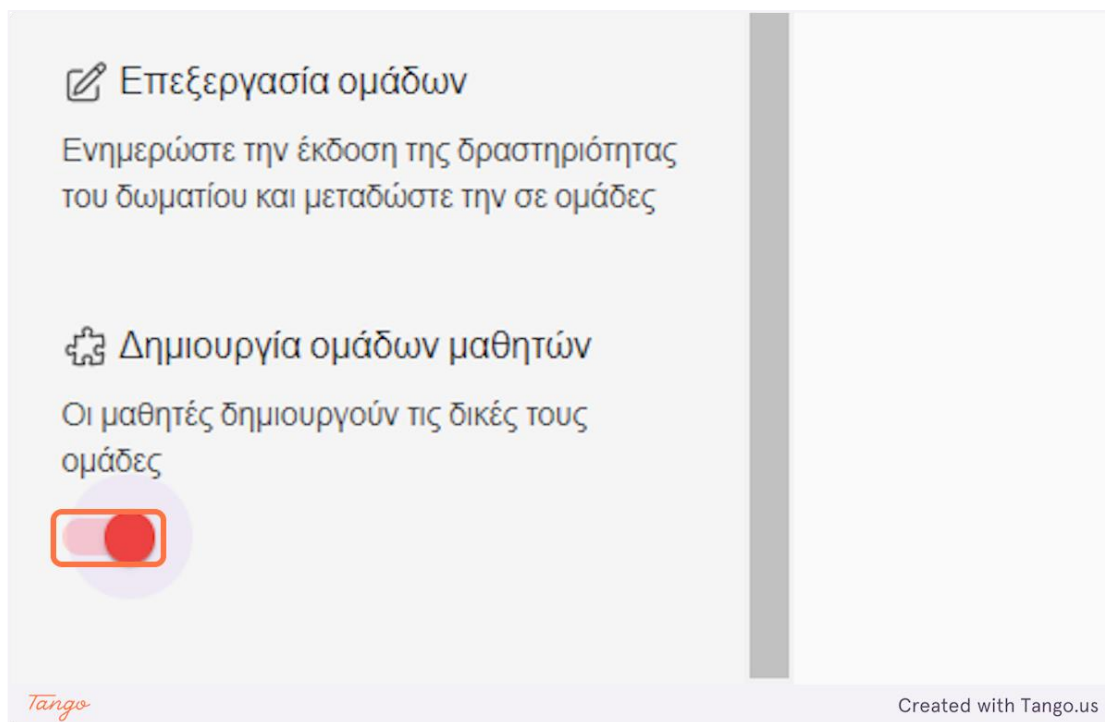 Επεξεργασία ομάδων
Ενημερώστε την έκδοση της δραστηριότητας
του δωματίου και μεταδώστε την σε ομάδες
Δημιουργία ομάδων μαθητών
Οι μαθητές δημιουργούν τις δικές τους
ομάδες
Tango
Created with Tango.us